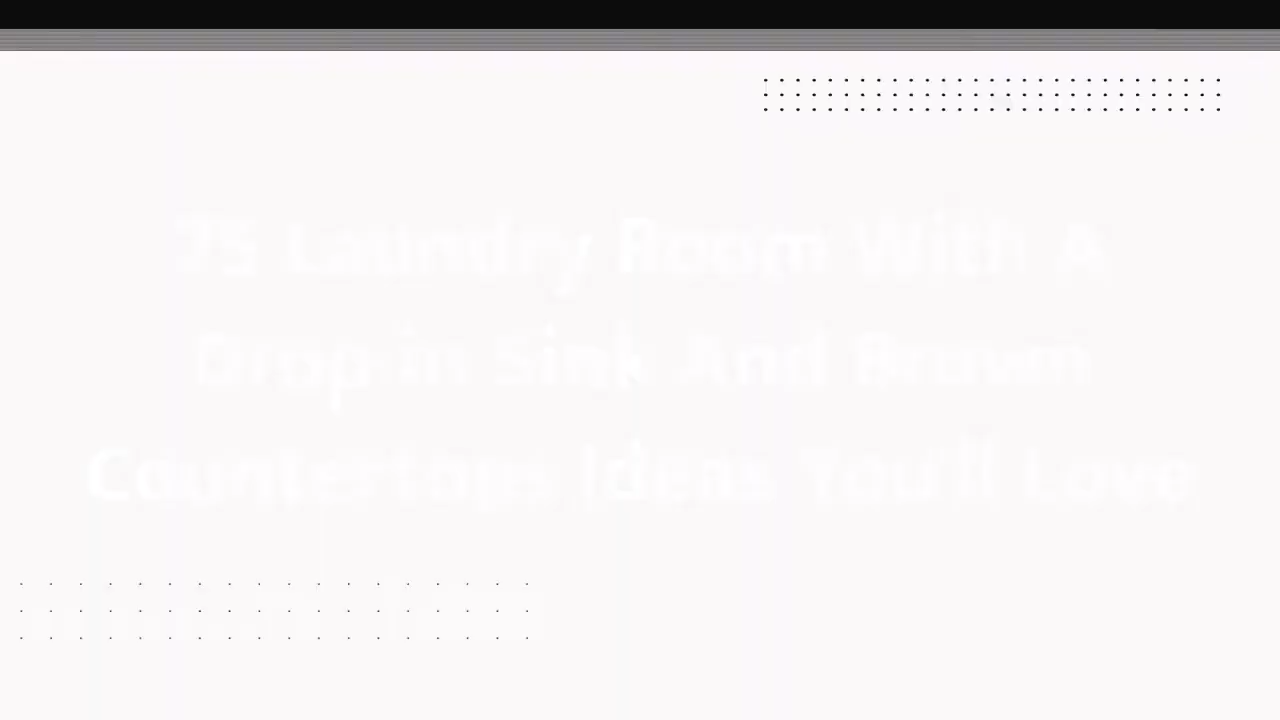 75 Laundry Room With A
Drop-in Sink And Brown
Countertops Ideas You'll Love